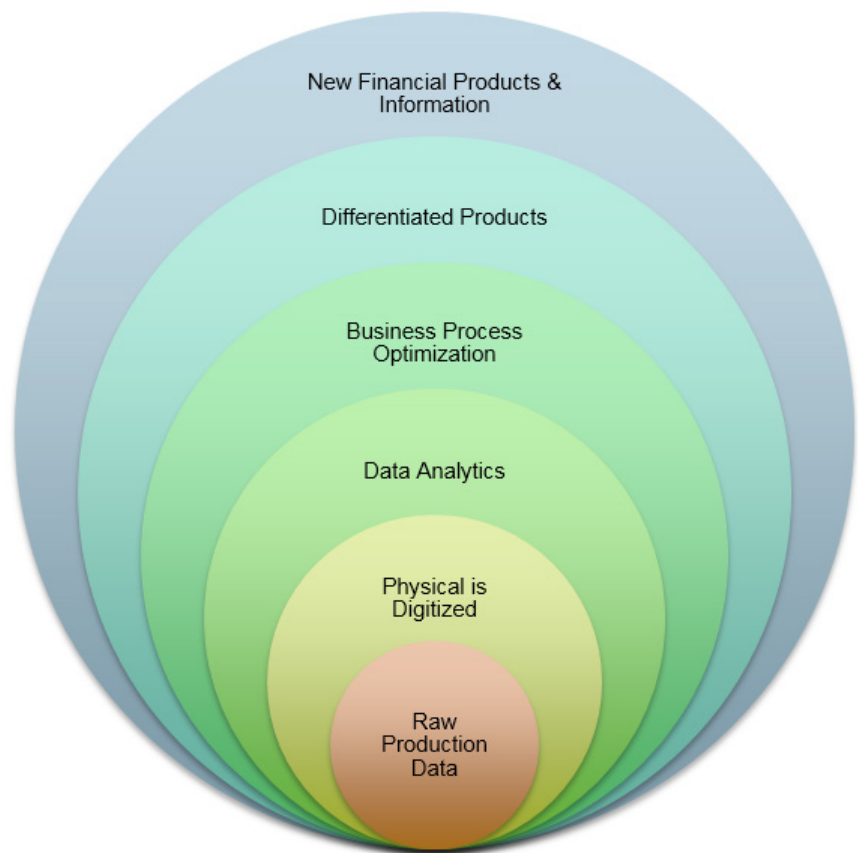 New Financial Products &
Information
Differentiated Products
Business Process
Optimization
Data Analytics
Physical is
Digitized
Raw
Production
Data